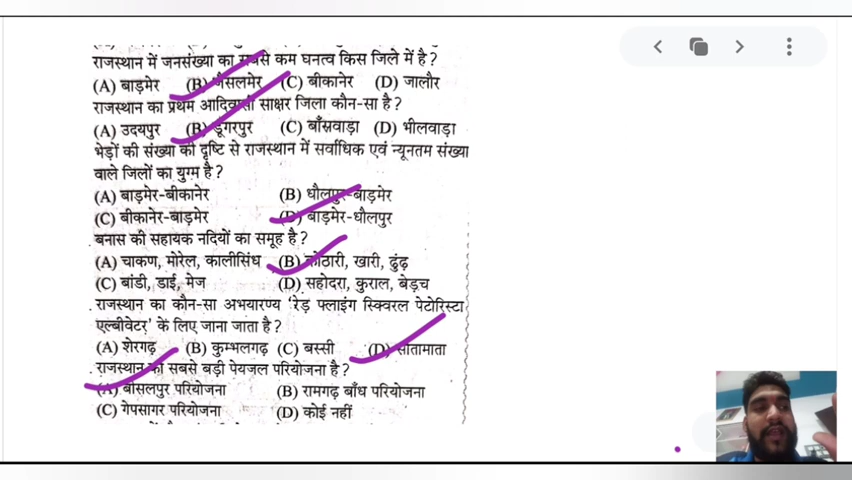 राजस्थान में जनसंख्या का सबसे कम घनत्व किस जिले में है?
(A) बाड़मेर (B) जैसलमेर (C) बीकानेर (D) जालौर
राजस्थान का प्रथम आदिवासी साक्षर जिला कौन-सा है?
(A) उदयपुर (B) डूंगरपुर (C) बाँसवाड़ा (D) भीलवाड़ा
भेड़ों की संख्या की दृष्टि से राजस्थान में सर्वाधिक एवं न्यूनतम संख्या
वाले जिलों का युग्म है?
(A) बाड़मेर-बीकानेर (B) धौलपुर-बाड़मेर
(C) बीकानेर-बाड़मेर (D) बाड़मेर-धौलपुर
बनास की सहायक नदियों का समूह है?
(A) चाकण, मोरेल, कालीसिंध (B) कोठारी, खारी, ढुंढ़
(C) बांडी, डाई, मेज (D) सहोदरा, कुराल, बेड़च
राजस्थान का कौन-सा अभयारण्य 'रेड़ फ्लाइंग स्क्विरल पेटोरिस्टा
एल्बीवेटर' के लिए जाना जाता है?
(A) शेरगढ़ (B) कुम्भलगढ़ (C) बस्सी (D) सीतामाता
राजस्थान की सबसे बड़ी पेयजल परियोजना है?
(A) बीसलपुर परियोजना (B) रामगढ़ बाँध परियोजना
(C) गेपसागर परियोजना (D) कोई नहीं